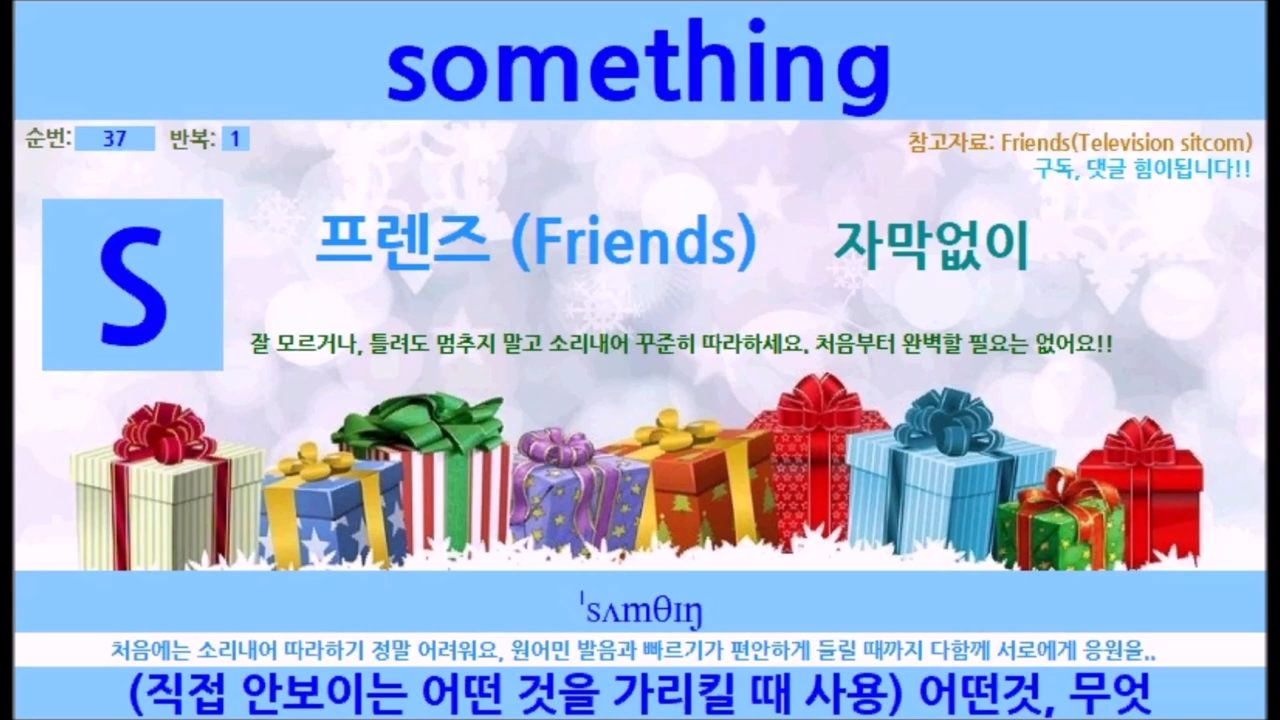 something
순번: 37 반복: 1
참고자료: Friends(Television sitcom)
구독, 댓글 힘이됩니다!!
S
프렌즈 (Friends) 자막없이
잘 모르거나, 틀려도 멈추지 말고 소리내어 꾸준히 따라하세요. 처음부터 완벽할 필요는 없어요!!
ˈsʌmθɪŋ
처음에는 소리내어 따라하기 정말 어려워요, 원어민 발음과 빠르기가 편안하게 들릴 때까지 다함께 서로에게 응원을..
(직접 안보이는 어떤 것을 가리킬 때 사용) 어떤것, 무엇